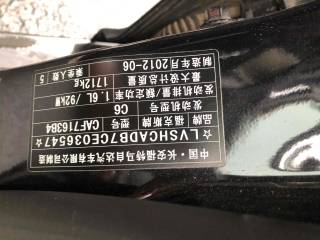 中国·长安福特马自达汽车有限公司制造
☆LVSHCADB7CE036547☆
品牌 福克斯牌 型号 CAF7163B4
发动机型号 C6
发动机排量/额定功率 1.6L /92kW
最大设计总质量 1712kg
制造年月 2012-06
乘坐人数 5